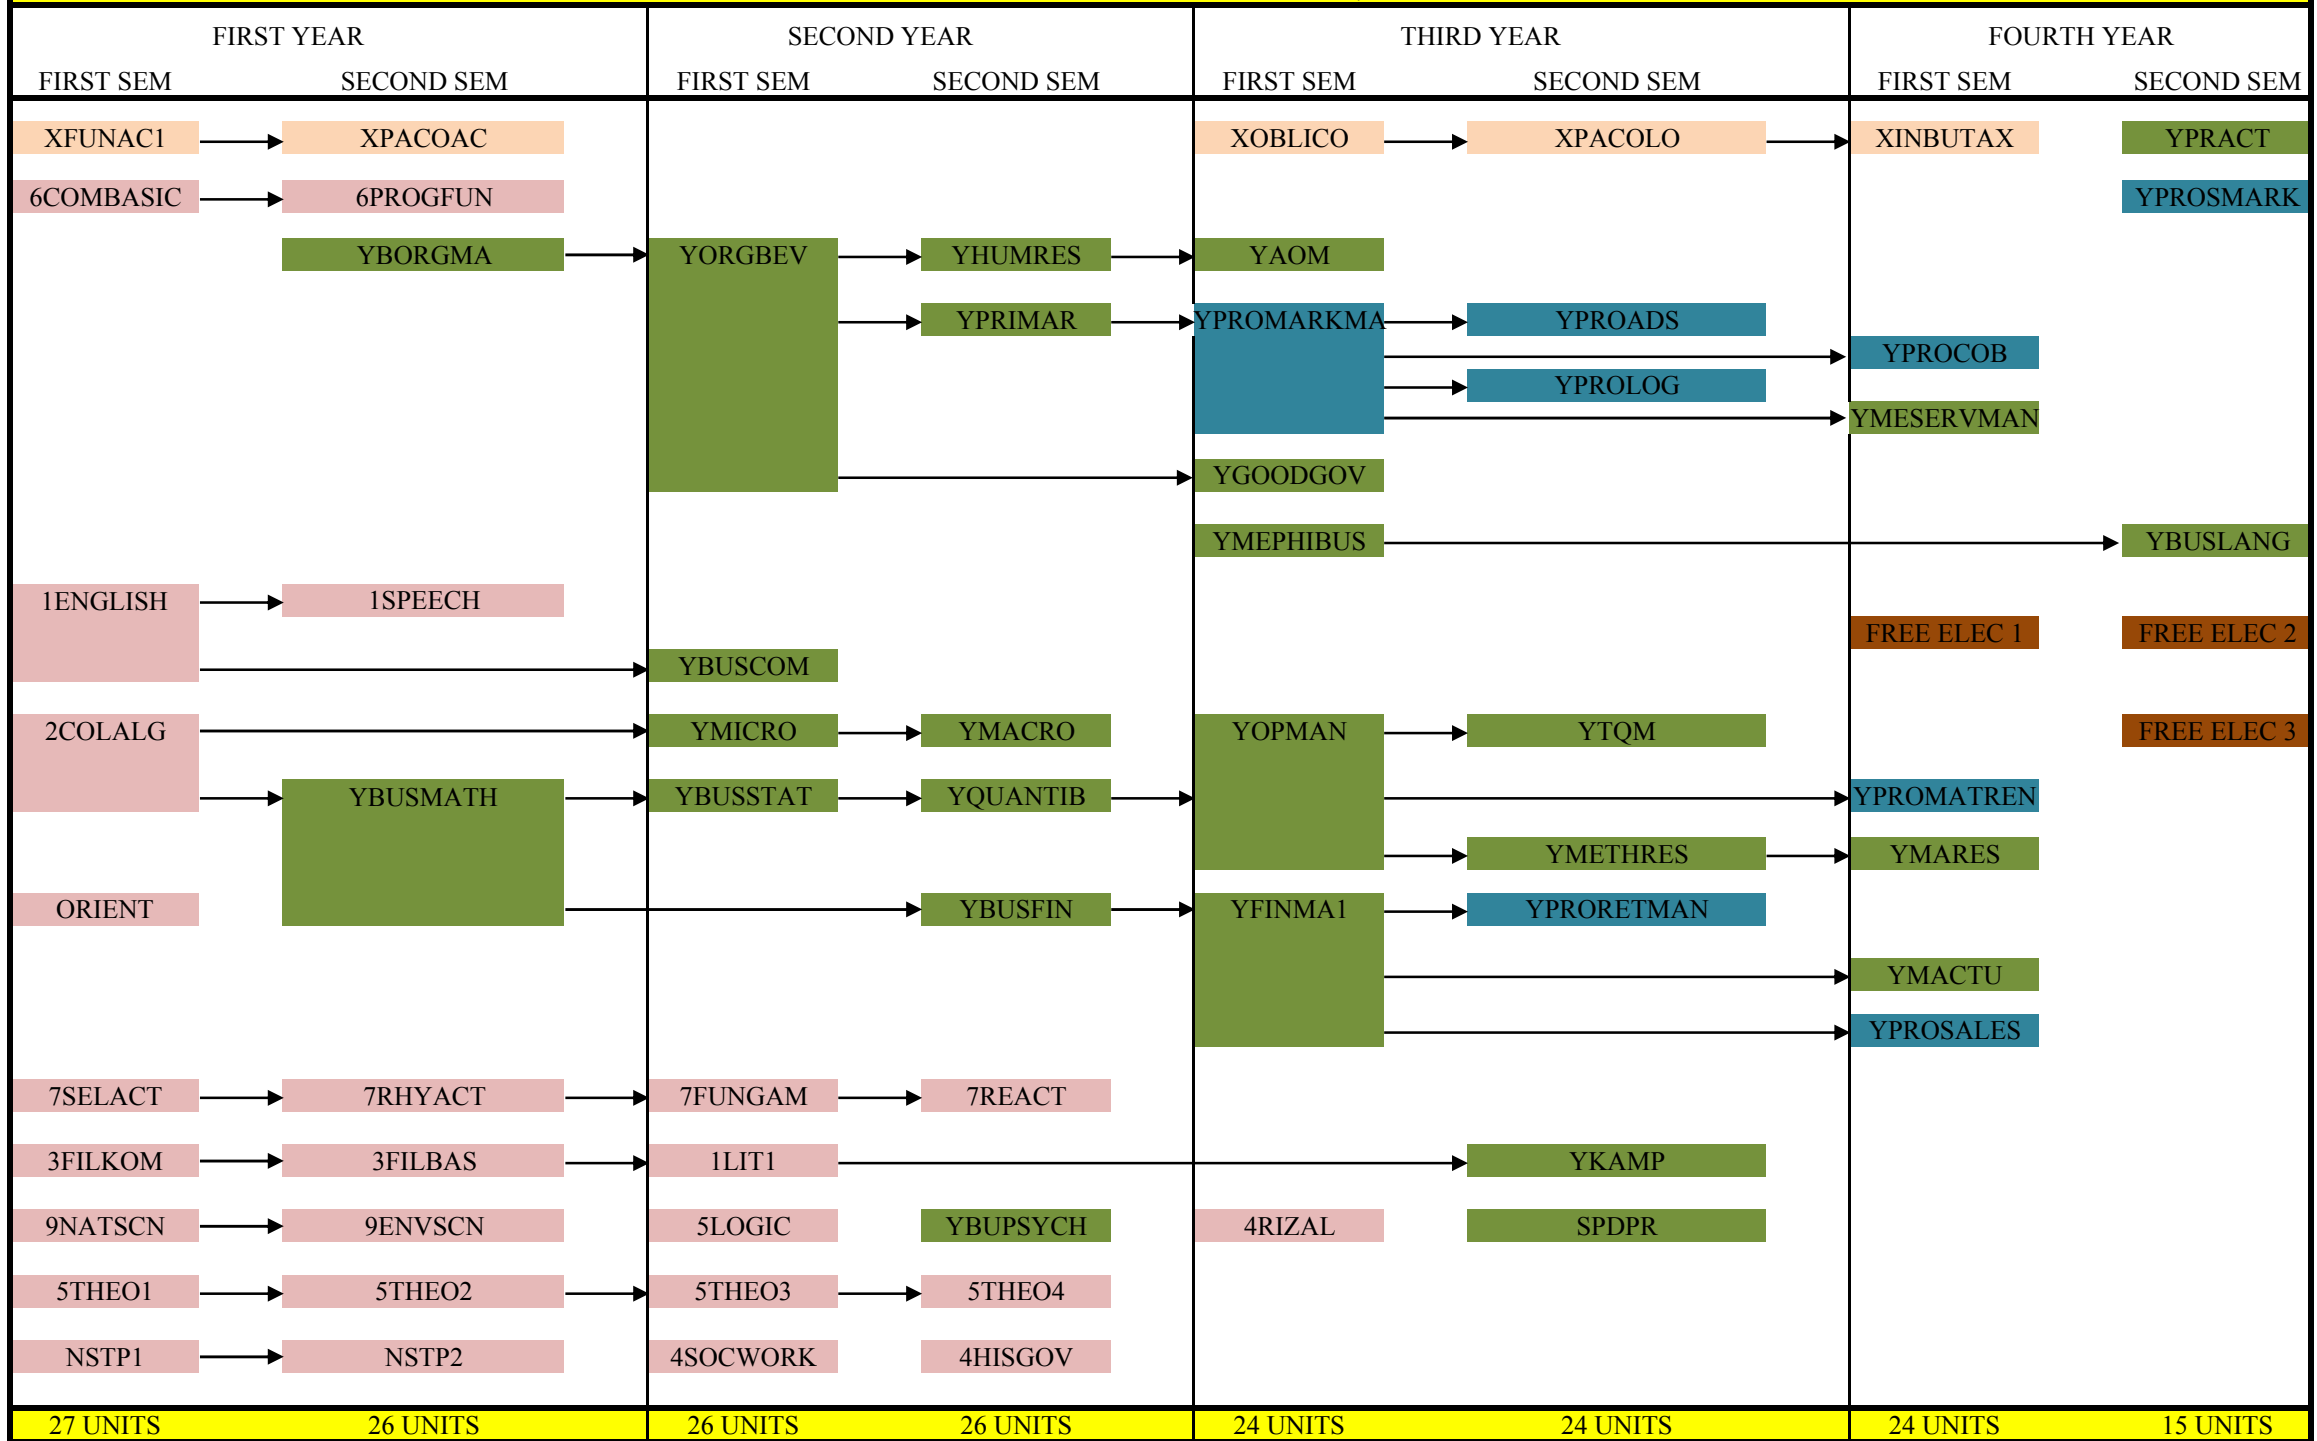 FIRST YEAR SECOND YEAR THIRD YEAR FOURTH YEAR
FIRST SEM SECOND SEM FIRST SEM SECOND SEM FIRST SEM SECOND SEM FIRST SEM SECOND SEM
XFUNAC1 XPACOAC XOBLICO XPACOLO XINBUTAX YPRACT
6COMBASIC 6PROGFUN YPROSMARK
YBORGMA YORGBEV YHUMRES YAOM
YPRIMAR YPROMARKMA YPROADS
YPROCOB
YPROLOG
YMESERVMAN
YGOODGOV
YMEPHIBUS YBUSLANG
1ENGLISH 1SPEECH
FREE ELEC 1 FREE ELEC 2
YBUSCOM
2COLALG YMICRO YMACRO YOPMAN YTQM FREE ELEC 3
YBUSMATH YBUSSTAT YQUANTIB YPROMATREN
YMETHRES YMARES
ORIENT YBUSFIN YFINMA1 YPRORETMAN
YMACTU
YPROSALES
7SELACT 7RHYACT 7FUNGAM 7REACT
3FILKOM 3FILBAS 1LIT1 YKAMP
9NATSCN 9ENVSCN 5LOGIC YBUPSYCH 4RIZAL SPDPR
5THEO1 5THEO2 5THEO3 5THEO4
NSTP1 NSTP2 4SOCWORK 4HISGOV
27 UNITS 26 UNITS 26 UNITS 26 UNITS 24 UNITS 24 UNITS 24 UNITS 15 UNITS